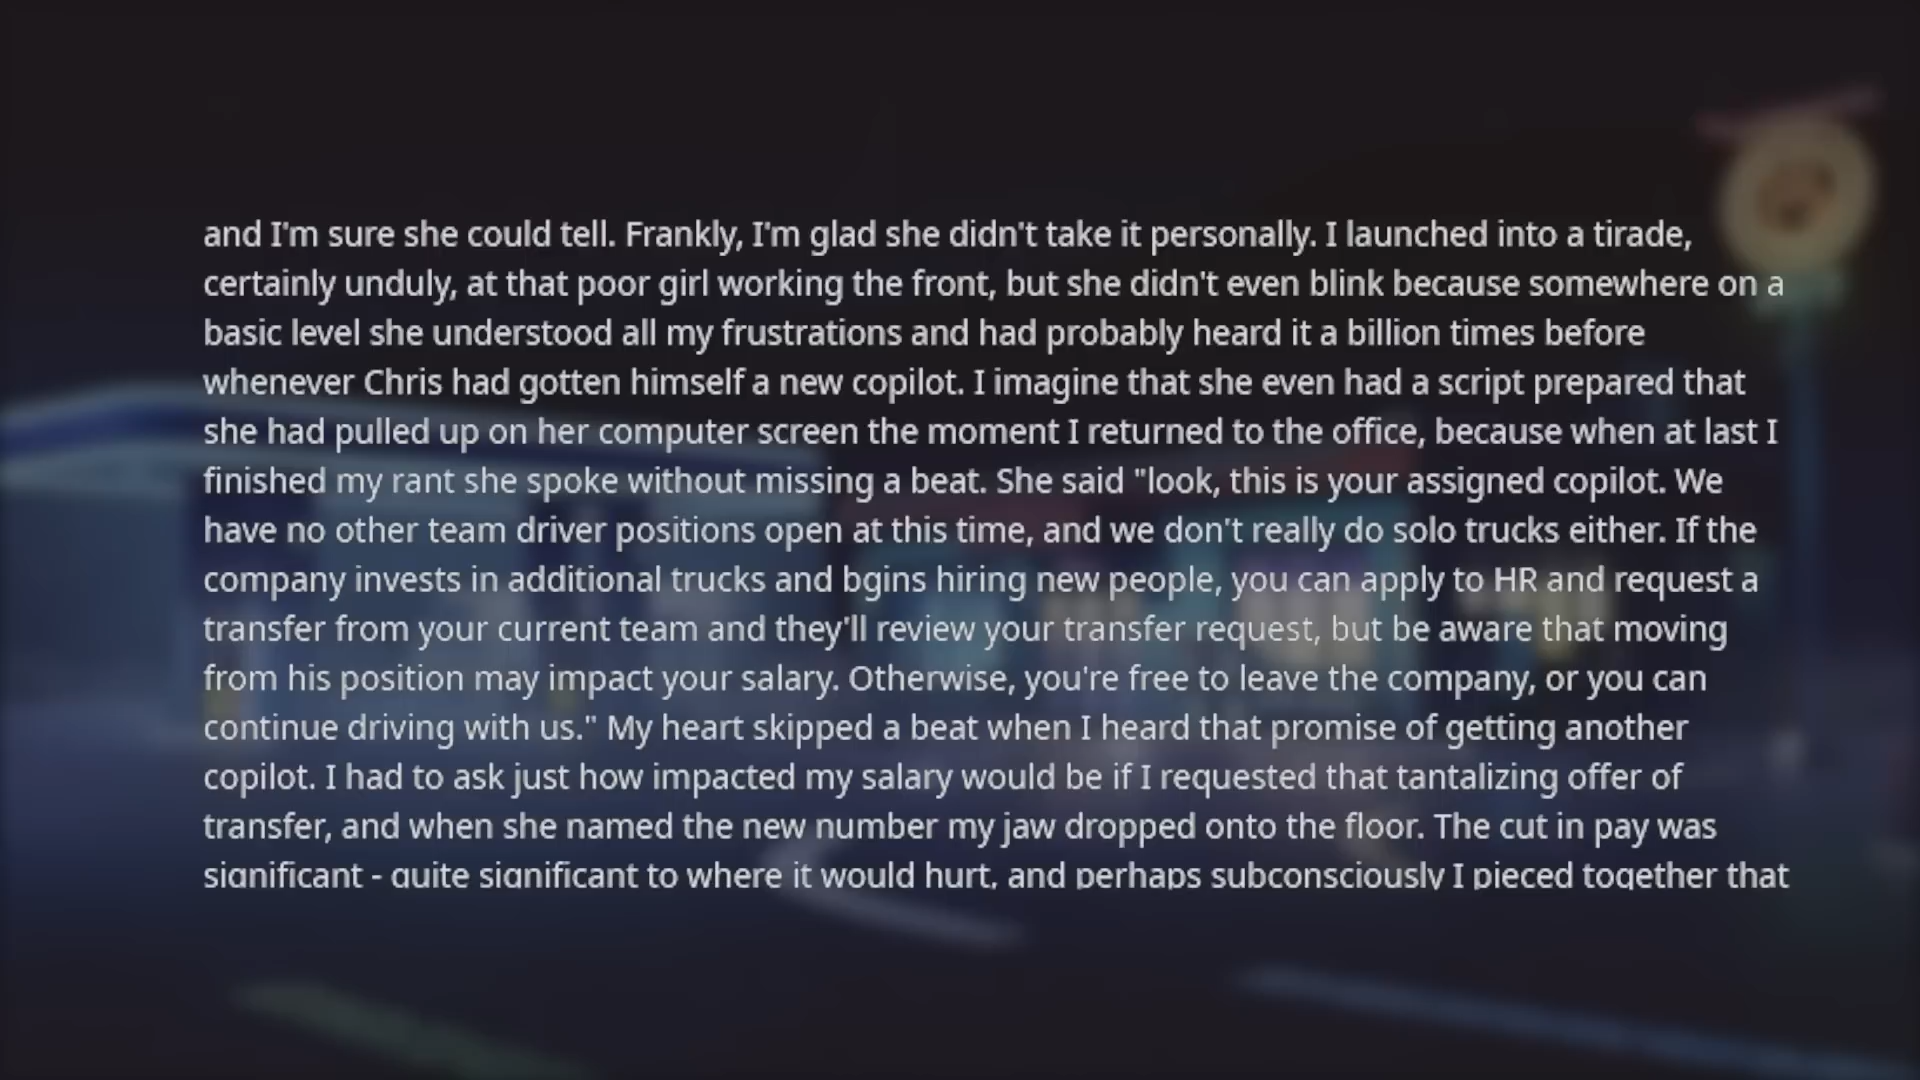 and I'm sure she could tell. Frankly, I'm glad she didn't take it personally. I launched into a tirade,
certainly unduly, at that poor girl working the front, but she didn't even blink because somewhere on a
basic level she understood all my frustrations and had probably heard it a billion times before
whenever Chris had gotten himself a new copilot. I imagine that she even had a script prepared that
she had pulled up on her computer screen the moment I returned to the office, because when at last I
finished my rant she spoke without missing a beat. She said "look, this is your assigned copilot. We
have no other team driver positions open at this time, and we don't really do solo trucks either. If the
company invests in additional trucks and bgins hiring new people, you can apply to HR and request a
transfer from your current team and they'll review your transfer request, but be aware that moving
from his position may impact your salary. Otherwise, you're free to leave the company, or you can
continue driving with us." My heart skipped a beat when I heard that promise of getting another
copilot. I had to ask just how impacted my salary would be if I requested that tantalizing offer of
transfer, and when she named the new number my jaw dropped onto the floor. The cut in pay was
significant - quite significant to where it would hurt, and perhaps subconsciously I pieced together that